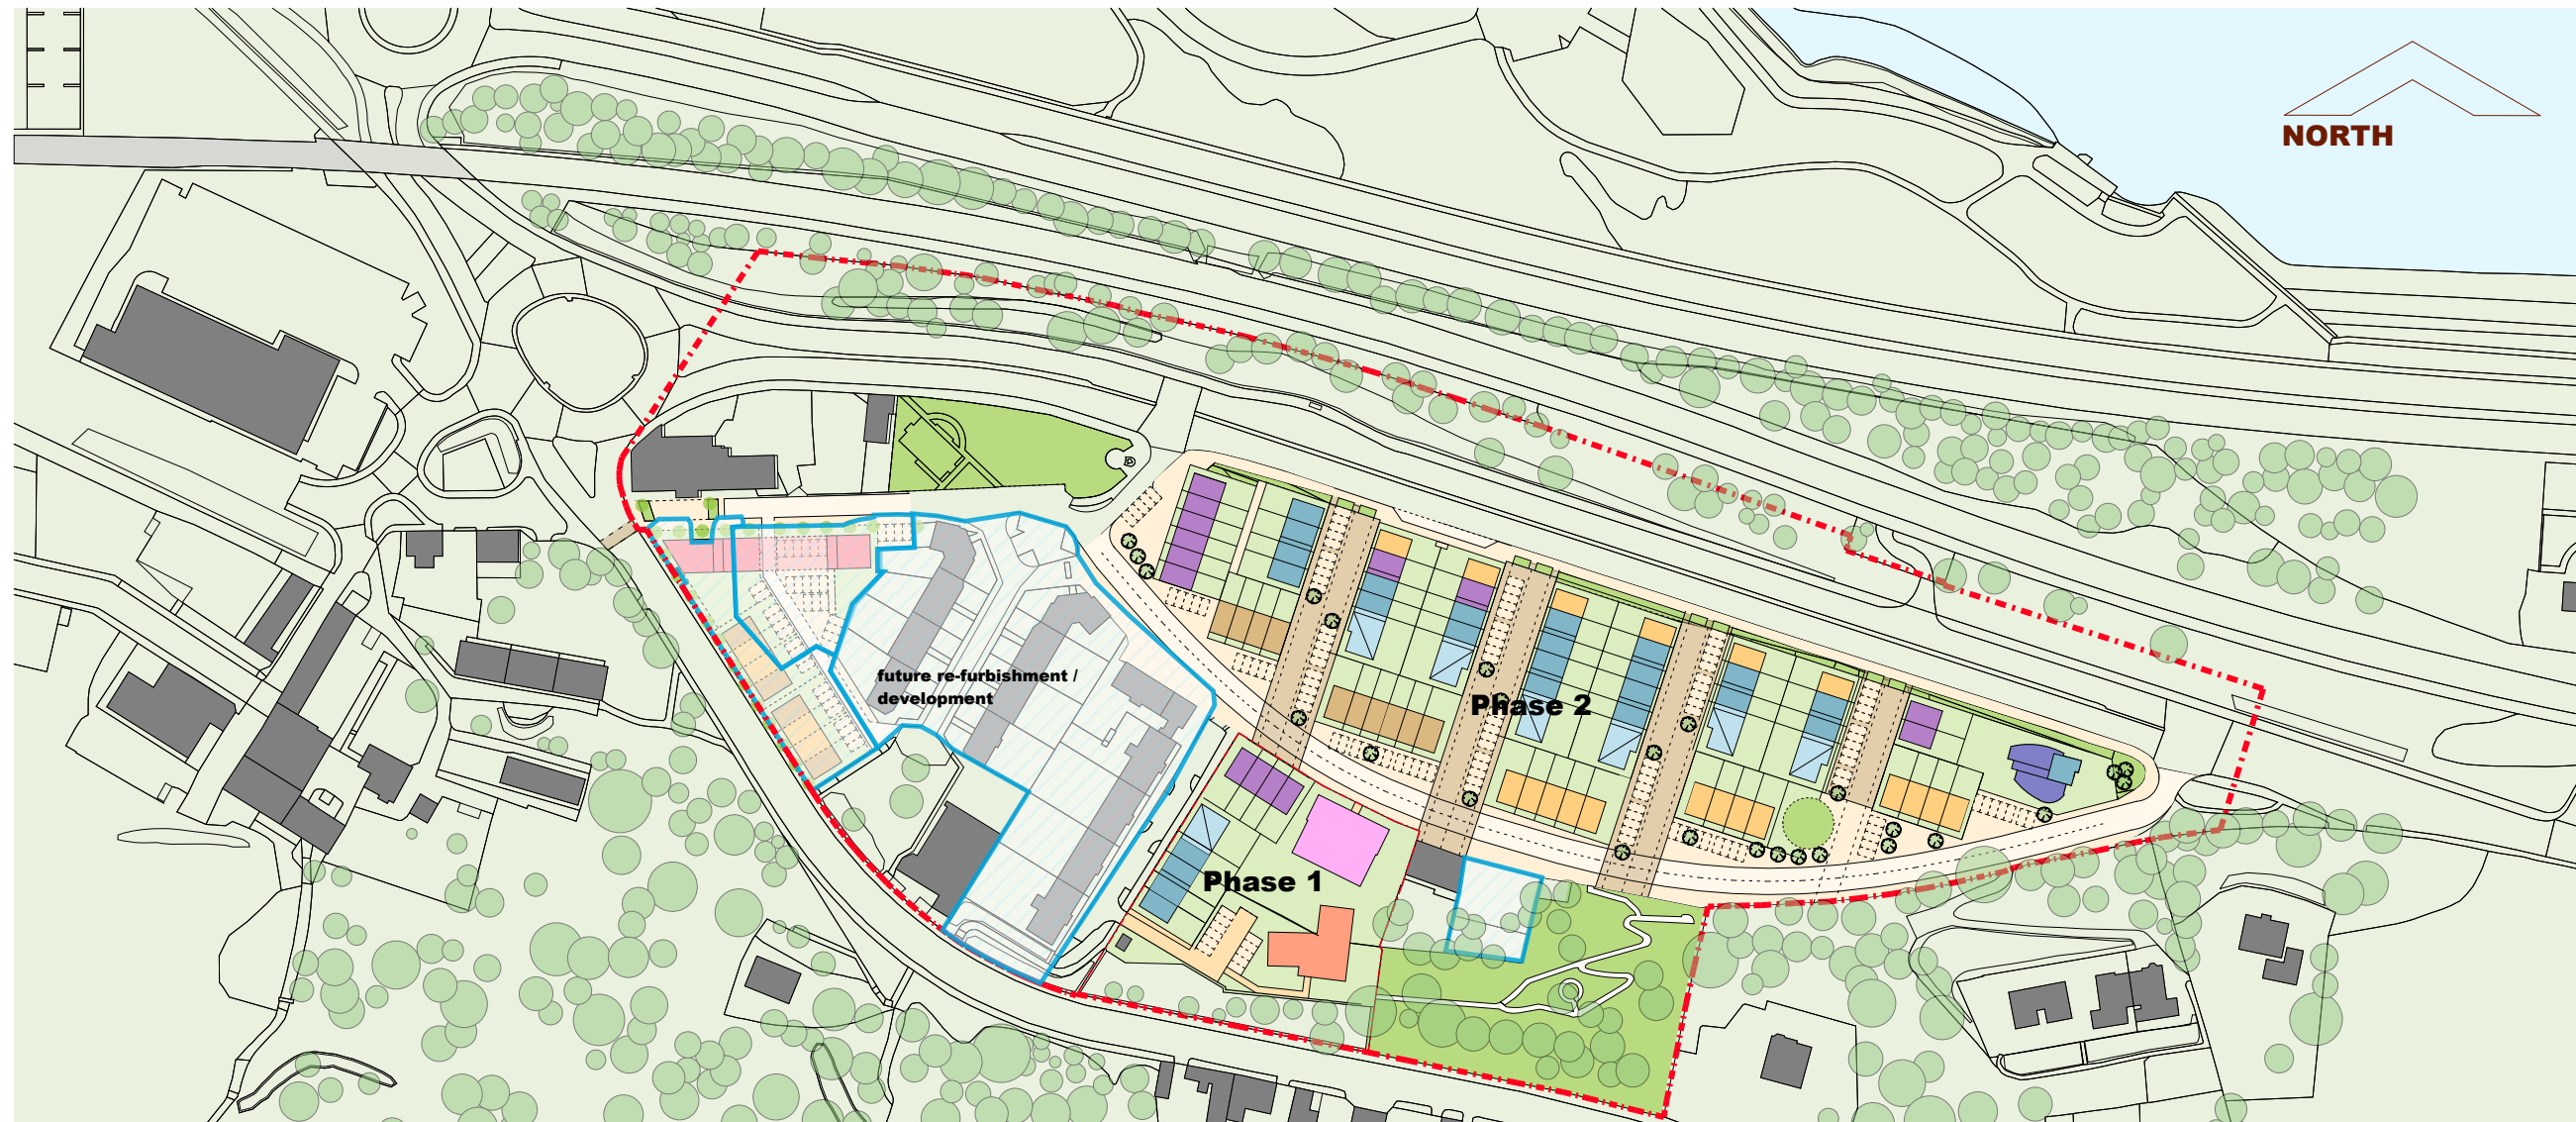 NORTH
future re-furbishment /
development
Phase 2
Phase 1